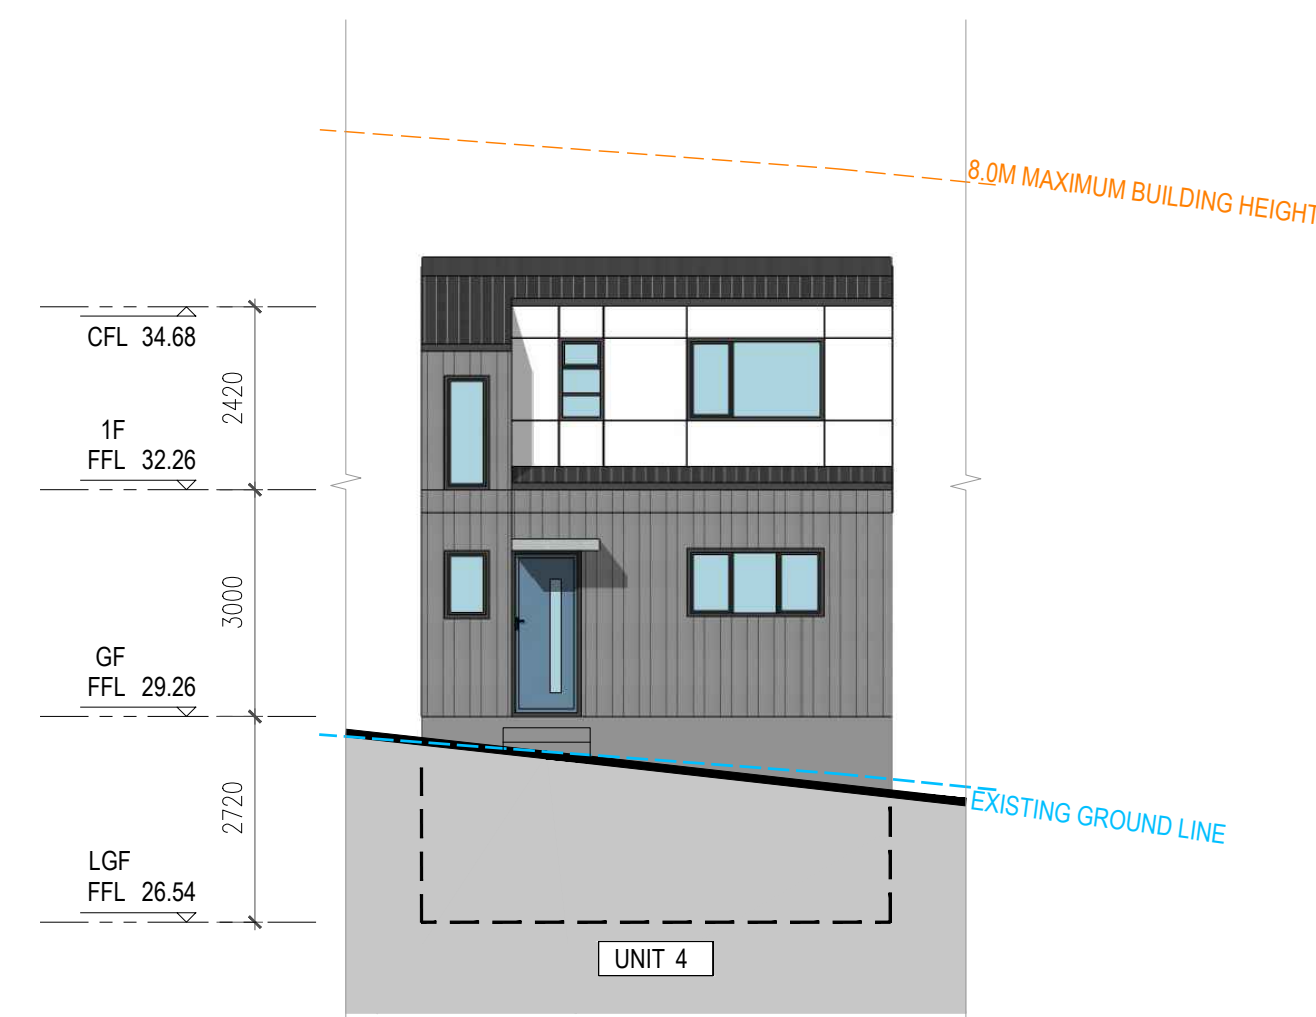 8.0M MAXIMUM BUILDING HEIGHT
CFL 34.68
2420
1F
FFL 32.26
3000
GF
FFL 29.26
2720
EXISTING GROUND LINE
LGF
FFL 26.54
UNIT 4